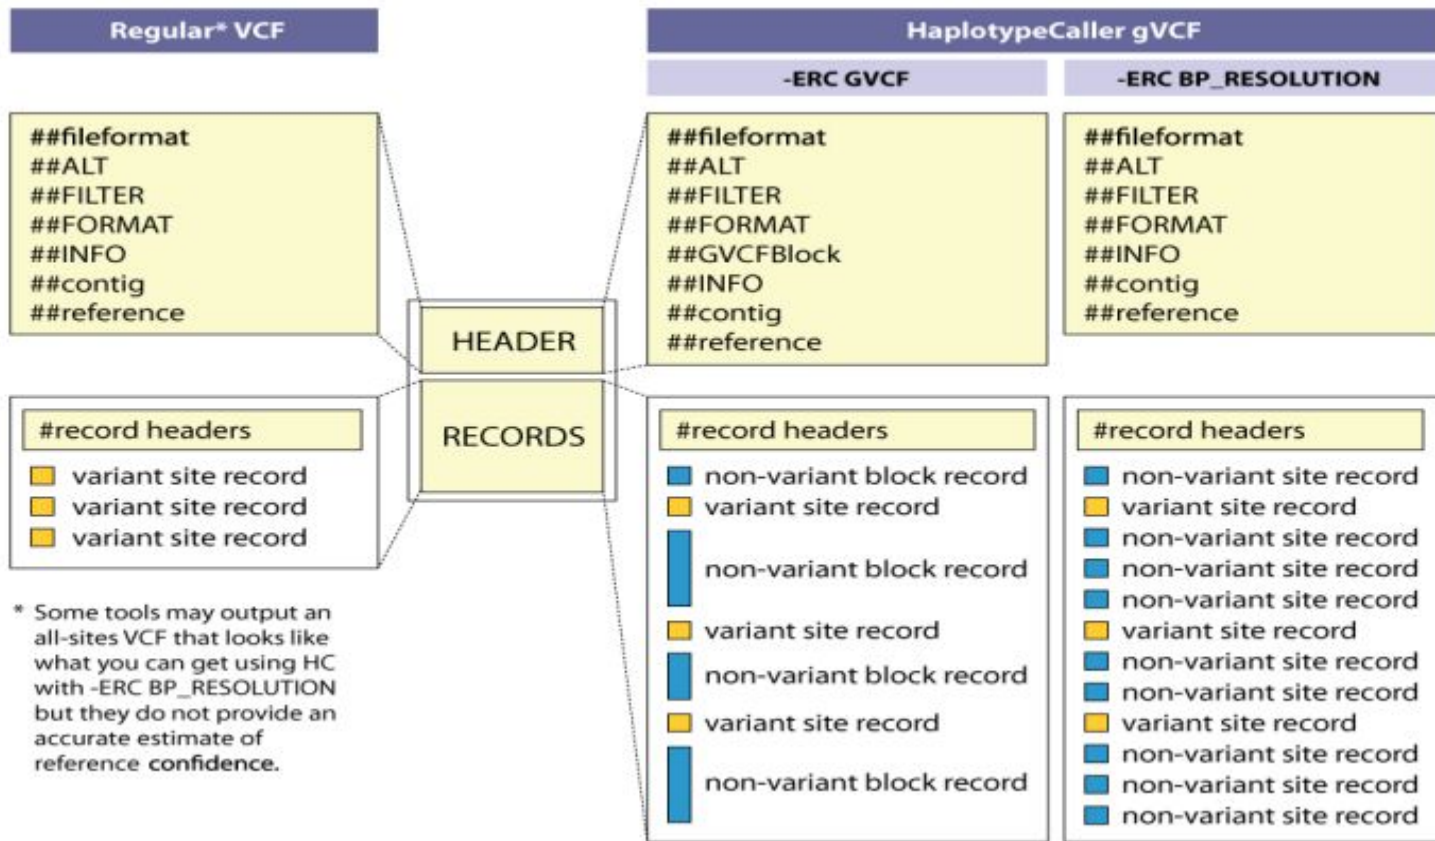 Regular* VCF
##fileformat
##ALT
##FILTER
##FORMAT
##INFO
##contig
##reference
#record headers
variant site record
variant site record
variant site record
* Some tools may output an
all-sites VCF that looks like
what you can get using HC
with -ERC BP_RESOLUTION
but they do not provide an
accurate estimate of
reference confidence.
HEADER
RECORDS
HaplotypeCaller gVCF
-ERC GVCF
##fileformat
##ALT
##FILTER
##FORMAT
##GVCFBlock
##INFO
##contig
##reference
#record headers
non-variant block record
variant site record
non-variant block record
variant site record
non-variant block record
variant site record
non-variant block record
-ERC BP_RESOLUTION
##fileformat
##ALT
##FILTER
##FORMAT
##INFO
##contig
##reference
#record headers
non-variant site record
variant site record
non-variant site record
non-variant site record
non-variant site record
variant site record
non-variant site record
non-variant site record
variant site record
non-variant site record
non-variant site record
non-variant site record